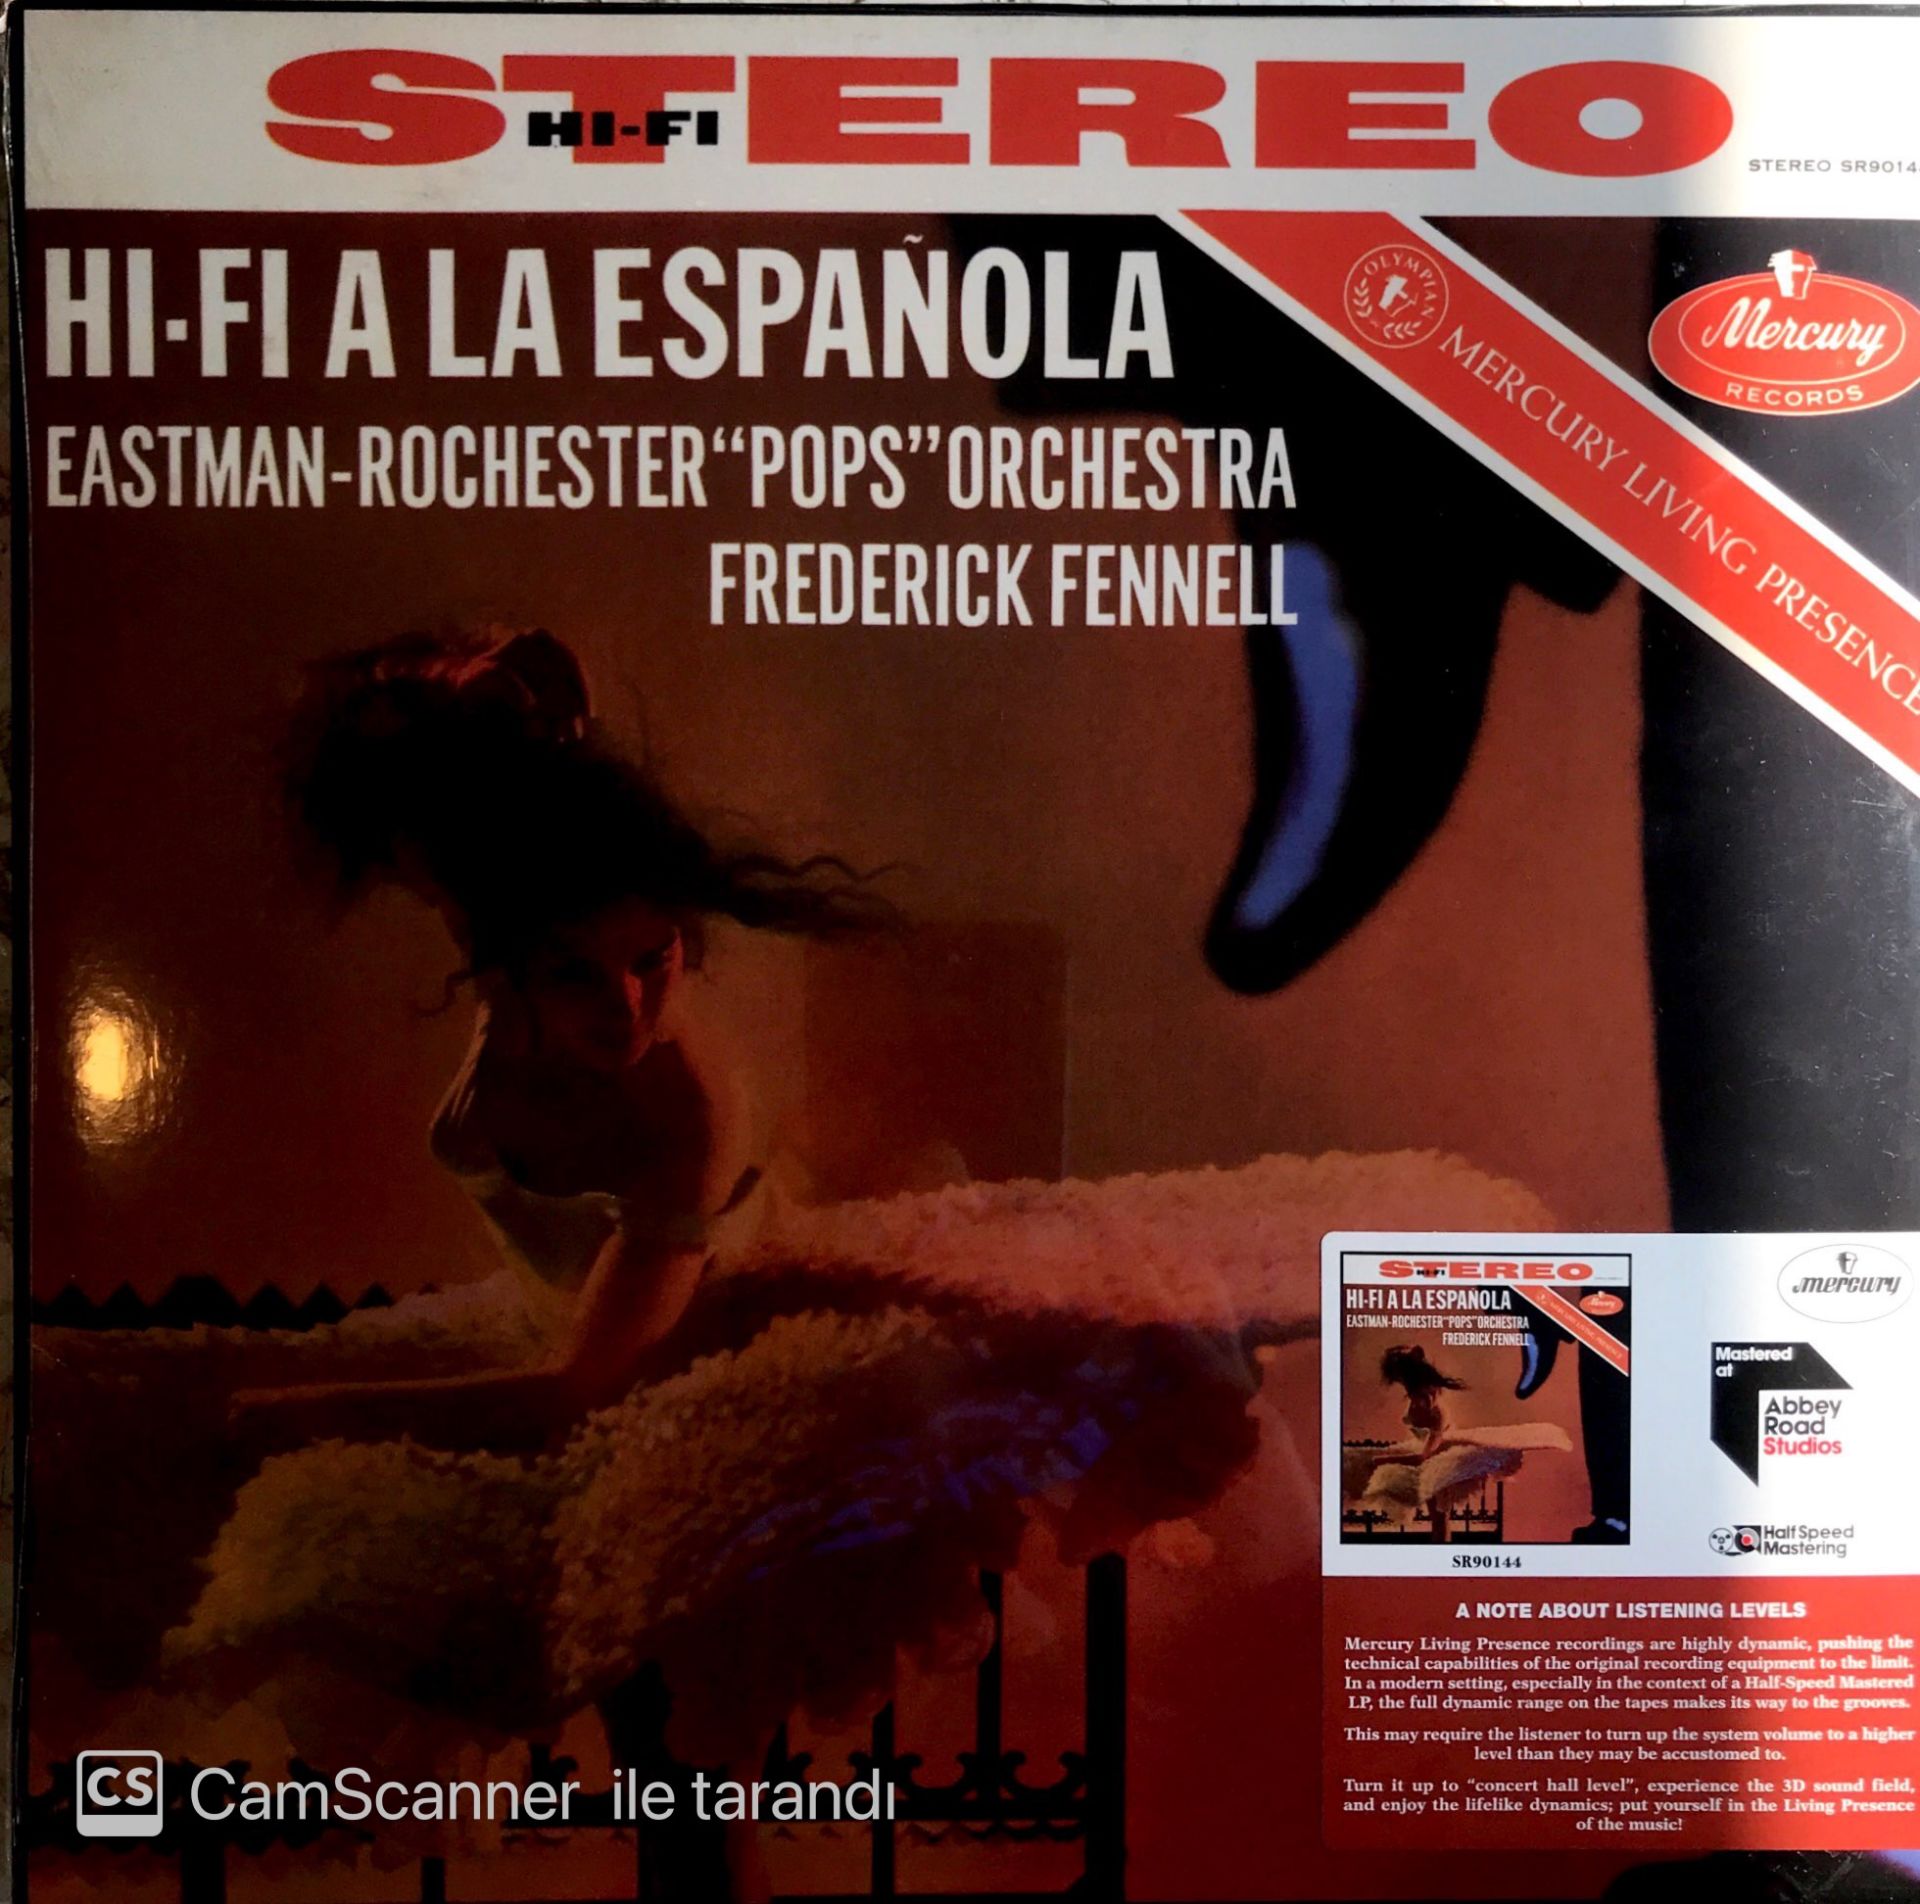 STEREO
HI-FI
STEREO SR9014
HI-FI A LA ESPAÑOLA
EASTMAN-ROCHESTER “POPS” ORCHESTRA
FREDERICK FENNELL
OLYMPIAN
MERCURY LIVING PRESENCE
Mercury
RECORDS
STEREO
HI-FI
HI-FI A LA ESPAÑOLA
EASTMAN-ROCHESTER “POPS” ORCHESTRA
FREDERICK FENNELL
SR90144
mercury
Mastered
at
Abbey
Road
Studios
Half Speed
Mastering
A NOTE ABOUT LISTENING LEVELS
Mercury Living Presence recordings are highly dynamic, pushing the
technical capabilities of the original recording equipment to the limit.
In a modern setting, especially in the context of a Half-Speed Mastered
LP, the full dynamic range on the tapes makes its way to the grooves.
This may require the listener to turn up the system volume to a higher
level than they may be accustomed to.
Turn it up to “concert hall level”, experience the 3D sound field,
and enjoy the lifelike dynamics; put yourself in the Living Presence
of the music!
CS CamScanner ile tarandı